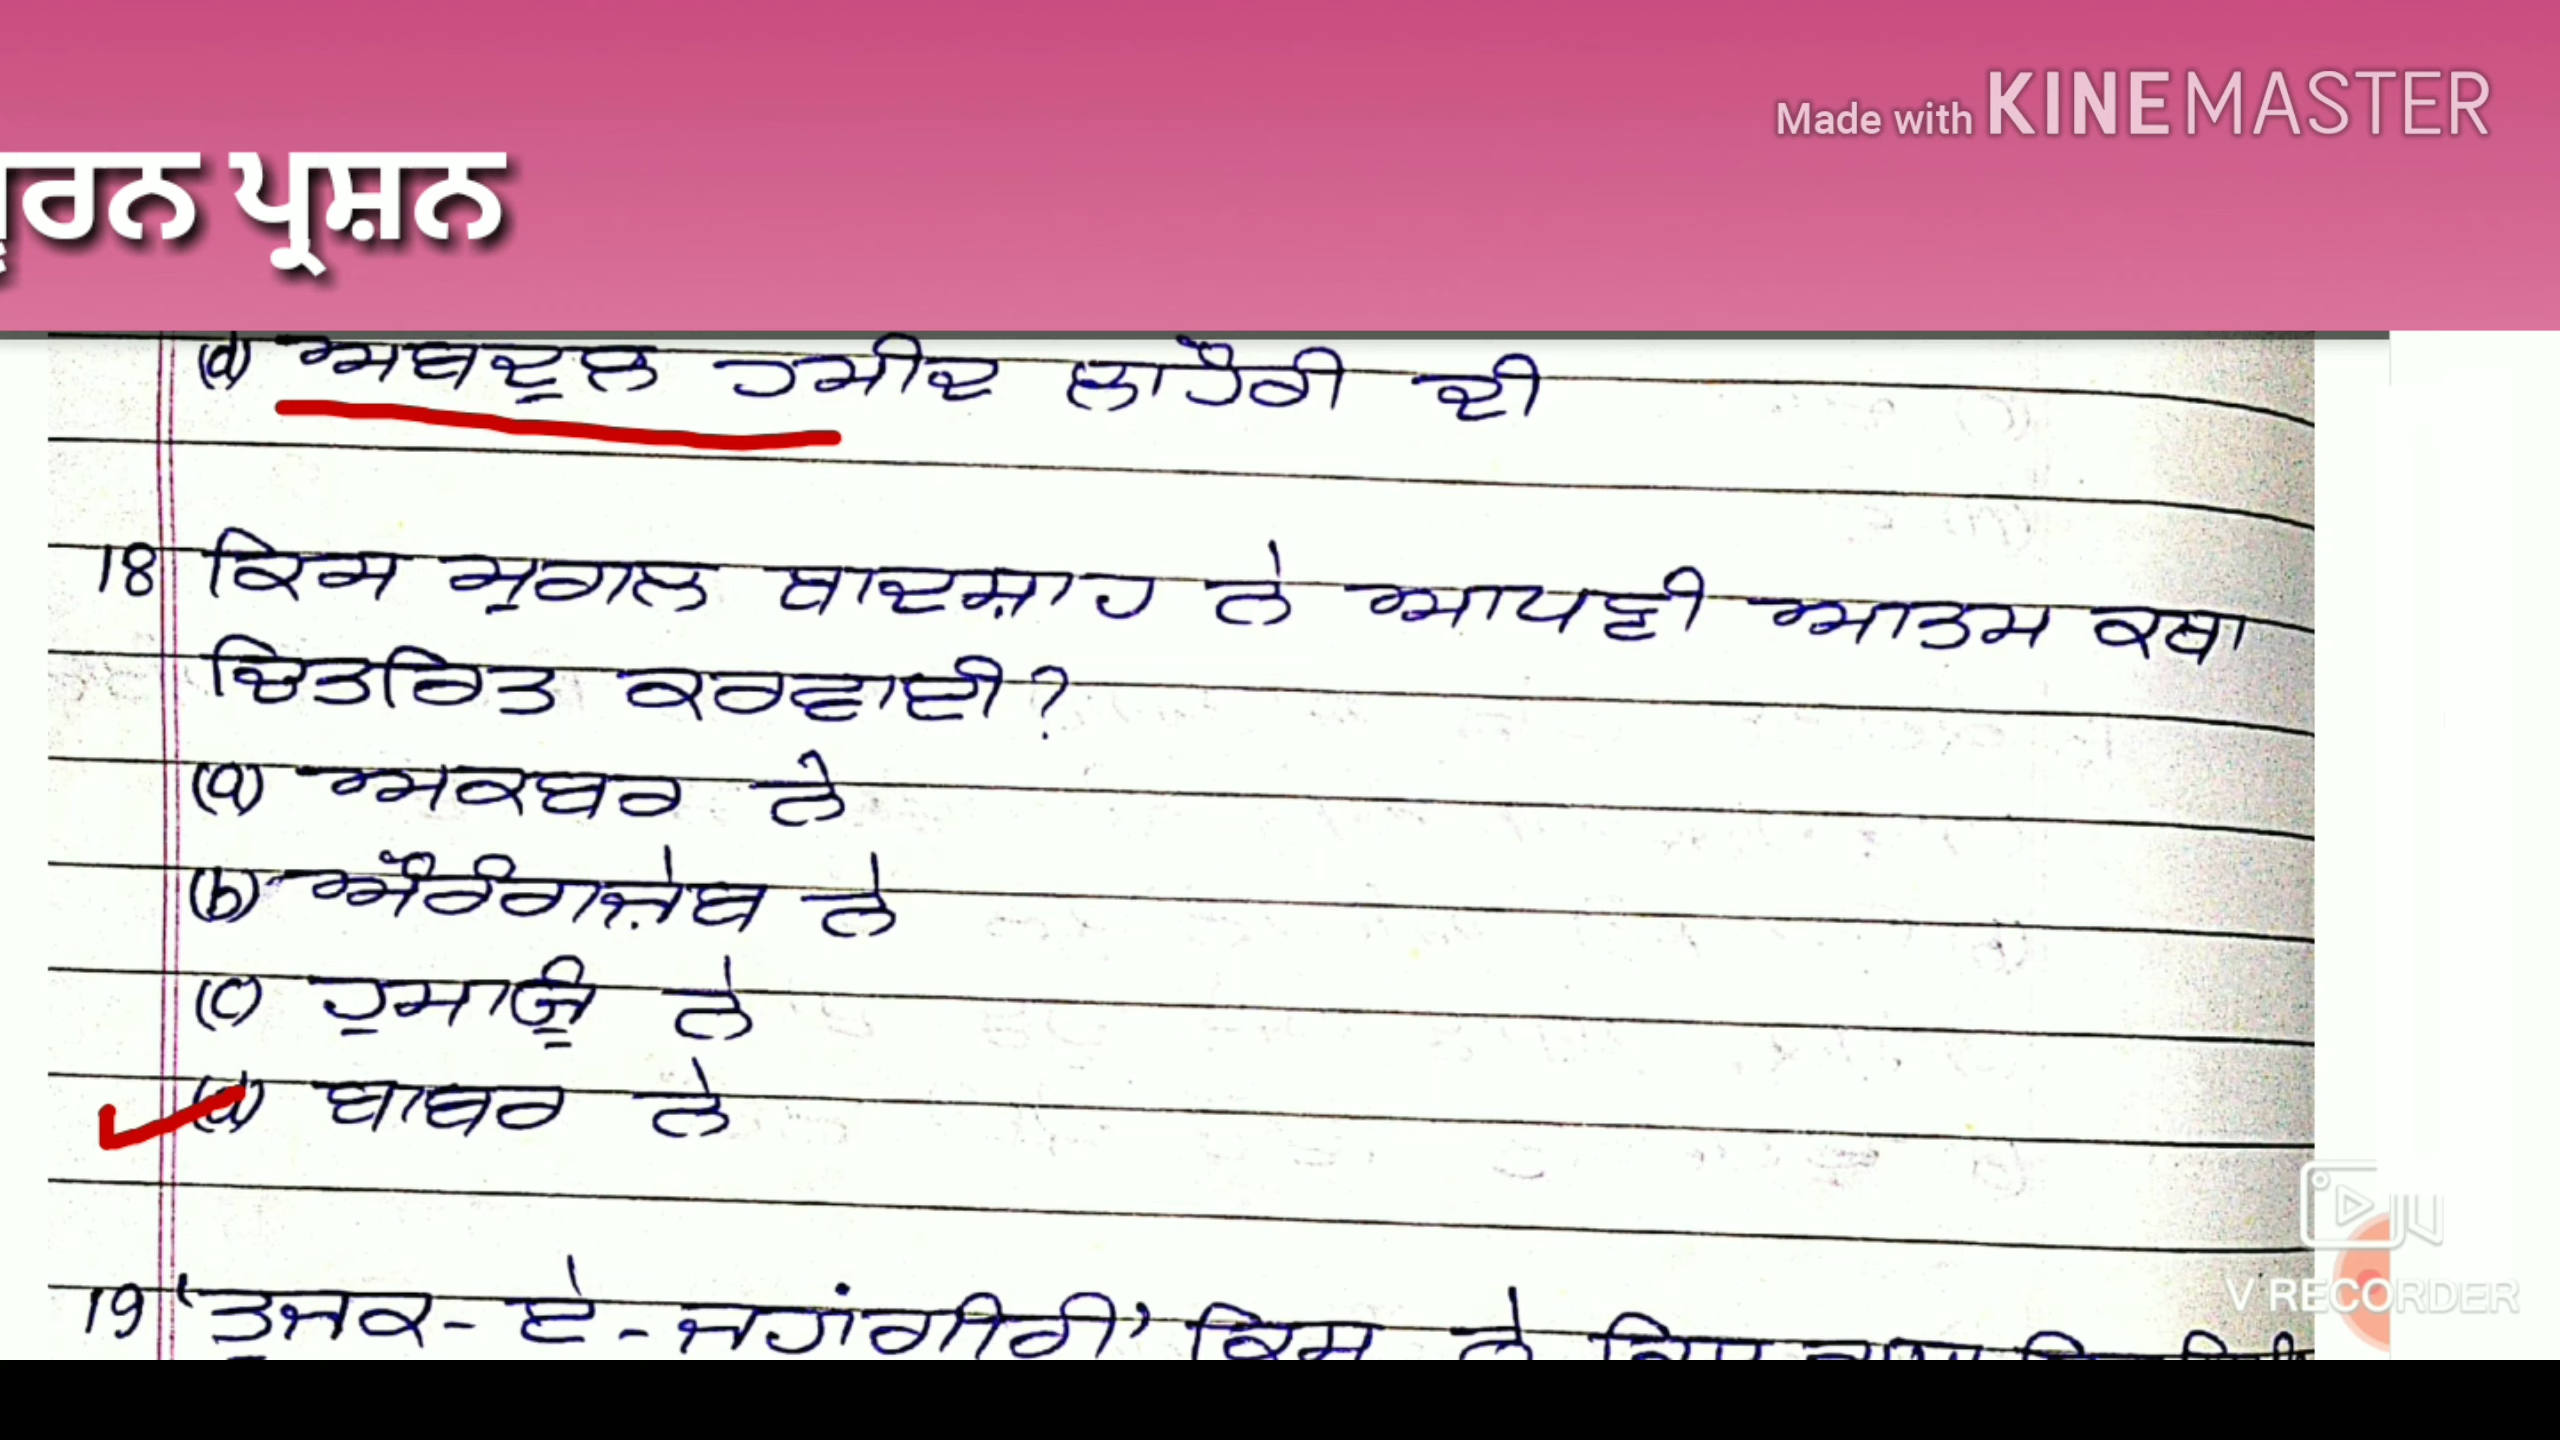 Made with KINEMASTER
ਪ੍ਰਸ਼ਨ
(d) ਅਬਦੂਲ ਹਮੀਦ ਲਾਹੌਰੀ ਦੀ
18 ਕਿਸ ਮੁਗਲ ਬਾਦਸ਼ਾਹ ਨੇ ਆਪਣੀ ਆਤਮ ਕਥਾ
ਚਿਤਰਿਤ ਕਰਵਾਈ?
(a) ਅਕਬਰ ਨੇ
(b) ਔਰੰਗਜ਼ੇਬ ਨੇ
(c) ਹੁਮਾਯੂੰ ਨੇ
(d) ਬਾਬਰ ਨੇ
19 'ਤੁਜਕ-ਏ-ਜਹਾਂਗੀਰੀ' ਕਿਸ ਨੇ
V RECORDER